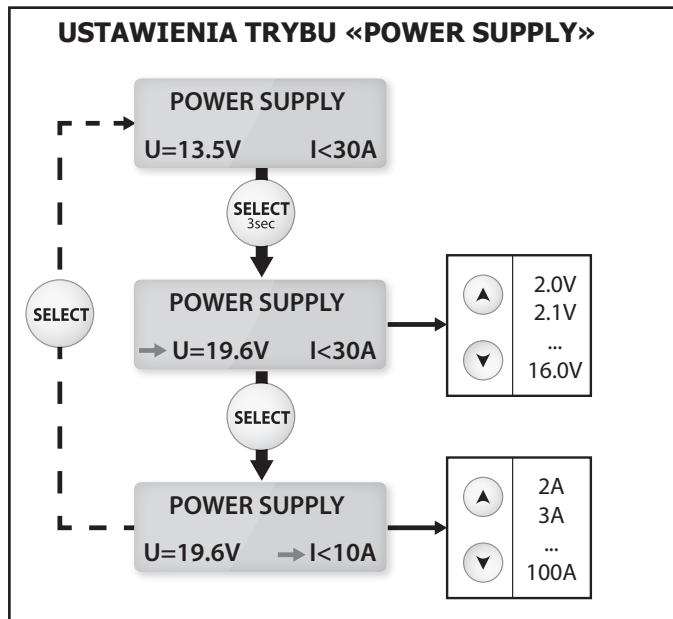 USTAWIENIA TRYBU «POWER SUPPLY»
POWER SUPPLY
U=13.5V I<30A
SELECT
3sec
POWER SUPPLY
U=19.6V I<30A
2.0V
2.1V
...
16.0V
SELECT
SELECT
POWER SUPPLY
U=19.6V I<10A
2A
3A
...
100A